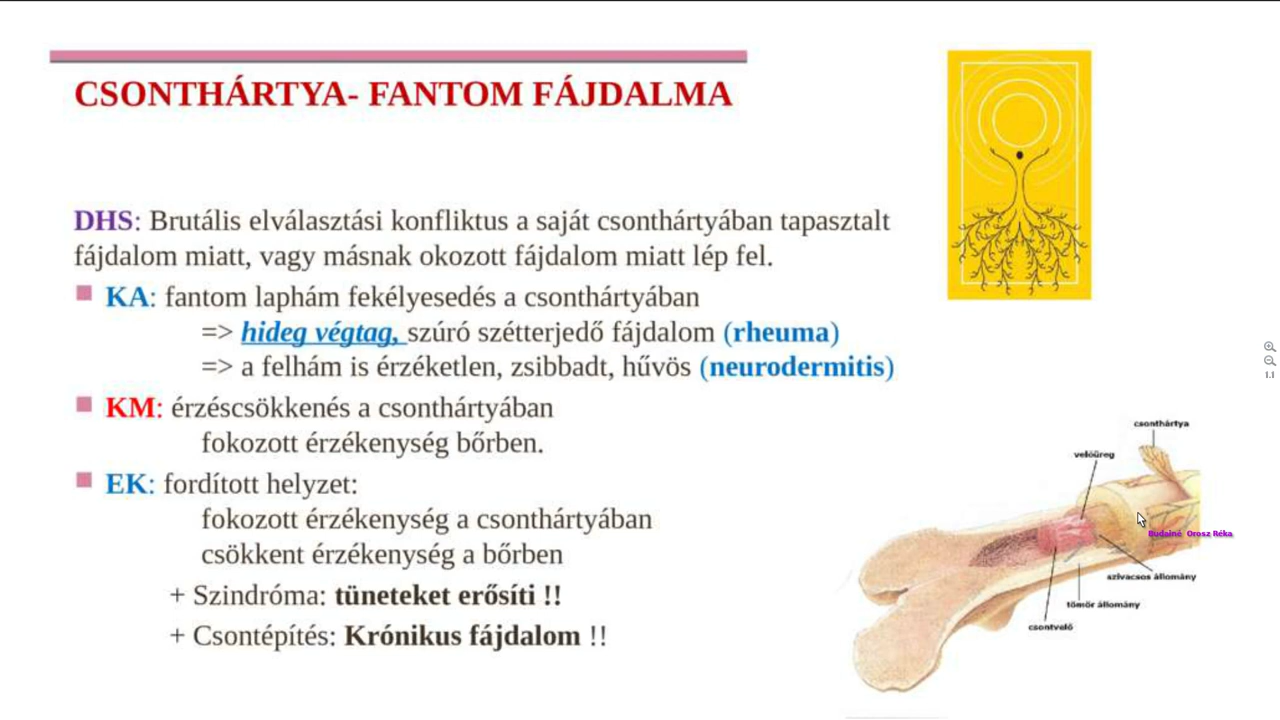 CSONTHÁRTYA- FANTOM FÁJDALMA
DHS: Brutális elválasztási konfliktus a saját csonthártyában tapasztalt
fájdalom miatt, vagy másnak okozott fájdalom miatt lép fel.
KA: fantom laphám fekélyesedés a csonthártyában
=> hideg végtag, szúró szétterjedő fájdalom (rheuma)
=> a felhám is érzéketlen, zsibbadt, hűvös (neurodermitis)
KM: érzéscsökkenés a csonthártyában
fokozott érzékenység bőrben.
EK: fordított helyzet:
fokozott érzékenység a csonthártyában
csökkent érzékenység a bőrben
+ Szindróma: tüneteket erősíti !!
+ Csontépítés: Krónikus fájdalom !!
csonthártya
velőüreg
Budainé Orosz Réka
szivacsos állomány
tömör állomány
csontvelő
1:1